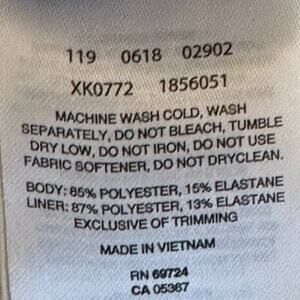 119 0618 02902
XK0772 1856051
MACHINE WASH COLD, WASH
SEPARATELY, DO NOT BLEACH, TUMBLE
DRY LOW, DO NOT IRON, DO NOT USE
FABRIC SOFTENER, DO NOT DRYCLEAN.
BODY: 85% POLYESTER, 15% ELASTANE
LINER: 87% POLYESTER, 13% ELASTANE
EXCLUSIVE OF TRIMMING
MADE IN VIETNAM
RN 69724
CA 05367